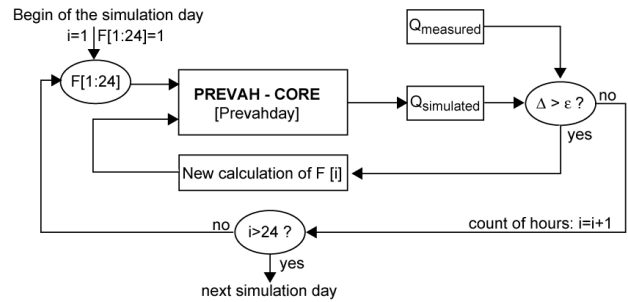 Begin of the simulation day
i=1 F[1:24]=1
F[1:24]
PREVAH - CORE
[Prevahday]
Qmeasured
Qsimulated
Δ > ε ?
no
yes
New calculation of F [i]
count of hours: i=i+1
no
i>24 ?
yes
next simulation day